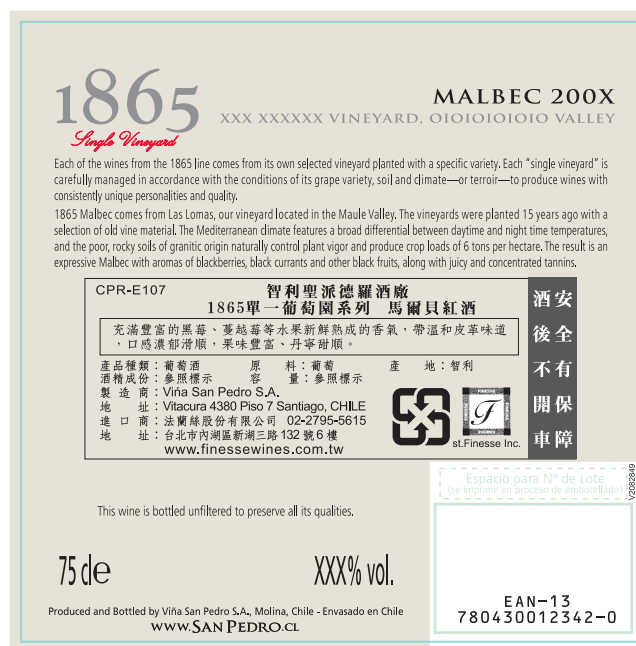 1865
Single Vineyard
MALBEC 200X
XXX XXXXXX VINEYARD, OIOIOIOIOIO VALLEY
Each of the wines from the 1865 line comes from its own selected vineyard planted with a specific variety. Each “single vineyard” is
carefully managed in accordance with the conditions of its grape variety, soil and climate—or terroir—to produce wines with
consistently unique personalities and quality.
1865 Malbec comes from Las Lomas, our vineyard located in the Maule Valley. The vineyards were planted 15 years ago with a
selection of old vine material. The Mediterranean climate features a broad differential between daytime and night time temperatures,
and the poor, rocky soils of granitic origin naturally control plant vigor and produce crop loads of 6 tons per hectare. The result is an
expressive Malbec with aromas of blackberries, black currants and other black fruits, along with juicy and concentrated tannins.
CPR-E107
智利聖派德羅酒廠
1865單一葡萄園系列 馬爾貝紅酒
充滿豐富的黑莓、蔓越莓等水果新鮮熟成的香氣，帶溫和皮革味道
，口感濃郁滑順，果味豐富、丹寧甜順。
產品種類：葡萄酒 原 料：葡萄 產 地：智利
酒精成份：參照標示 容 量：參照標示
製 造 商：Viña San Pedro S.A.
地 址：Vitacura 4380 Piso 7 Santiago, CHILE
進 口 商：法蘭絲股份有限公司 02-2795-5615
地 址：台北市內湖區新湖三路132號6樓
www.finessewines.com.tw
FINESSE
F
st.Finesse Inc.
安全有保障
酒後不開車
Espacio para Nº de Lote
(se imprime en proceso de embotellado)
V2082849
This wine is bottled unfiltered to preserve all its qualities.
75 cle
XXX% vol.
Produced and Bottled by Viña San Pedro S.A., Molina, Chile - Envasado en Chile
WWW.SANPEDRO.CL
EAN-13
780430012342-0